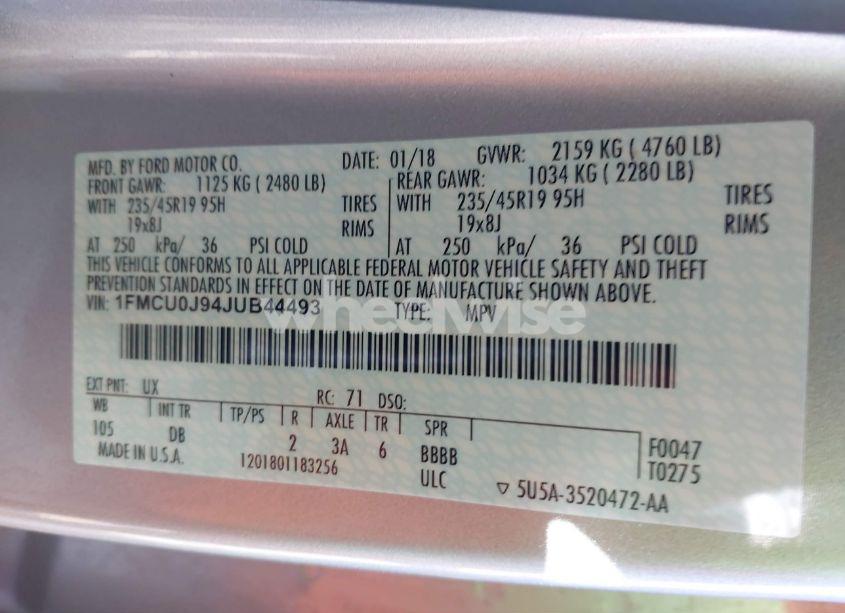 MFD. BY FORD MOTOR CO. DATE: 01/18 GVWR: 2159 KG ( 4760 LB)
FRONT GAWR: 1125 KG ( 2480 LB) REAR GAWR: 1034 KG ( 2280 LB)
WITH 235/45R19 95H TIRES WITH 235/45R19 95H TIRES
19x8J RIMS 19x8J RIMS
AT 250 kPa/ 36 PSI COLD AT 250 kPa/ 36 PSI COLD
THIS VEHICLE CONFORMS TO ALL APPLICABLE FEDERAL MOTOR VEHICLE SAFETY AND THEFT
PREVENTION STANDARDS IN EFFECT ON THE DATE OF MANUFACTURE SHOWN ABOVE.
VIN: 1FMCU0J94JUB44493 TYPE: MPV
wheelwise
EXT PNT: UX RC: 71 DSO:
WB INT TR TP/PS R AXLE TR SPR
105 DB 2 3A 6 BBBB F0047
MADE IN U.S.A. 1201801183256 ULC T0275
▽ 5U5A-3520472-AA